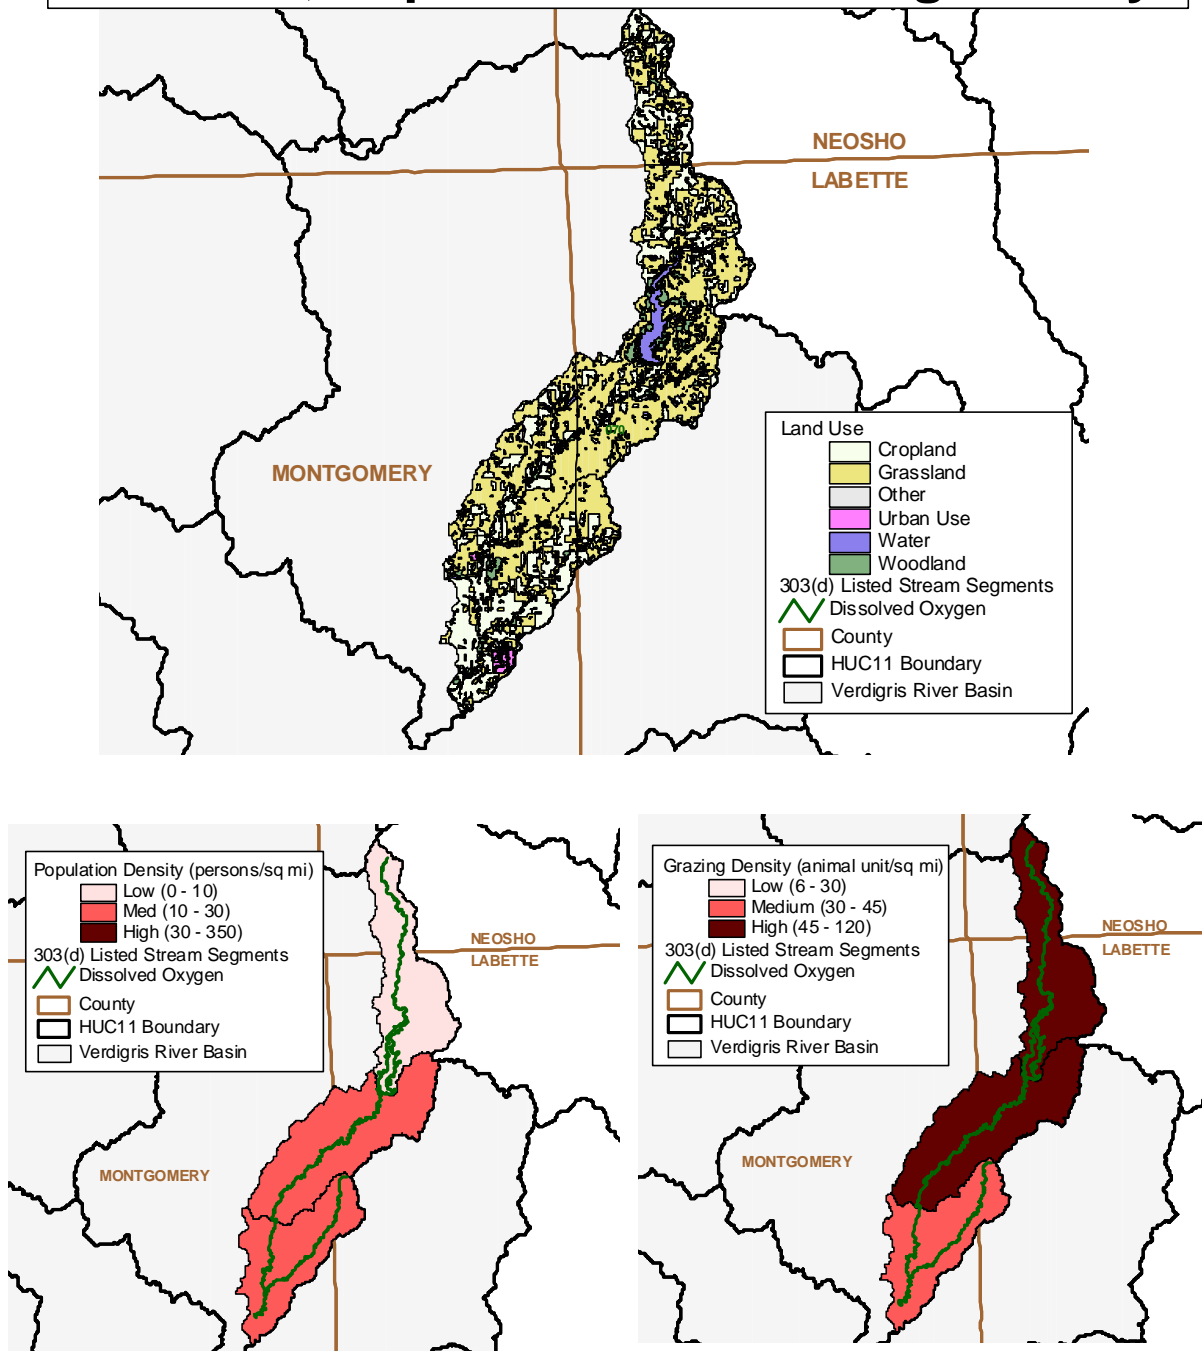 NEOSHO
LABETTE
MONTGOMERY
Land Use
Cropland
Grassland
Other
Urban Use
Water
Woodland
303(d) Listed Stream Segments
Dissolved Oxygen
County
HUC11 Boundary
Verdigris River Basin
Population Density (persons/sq mi)
Low (0 - 10)
Med (10 - 30)
High (30 - 350)
303(d) Listed Stream Segments
Dissolved Oxygen
County
HUC11 Boundary
Verdigris River Basin
NEOSHO
LABETTE
MONTGOMERY
Grazing Density (animal unit/sq mi)
Low (6 - 30)
Medium (30 - 45)
High (45 - 120)
303(d) Listed Stream Segments
Dissolved Oxygen
County
HUC11 Boundary
Verdigris River Basin
NEOSHO
LABETTE
MONTGOMERY